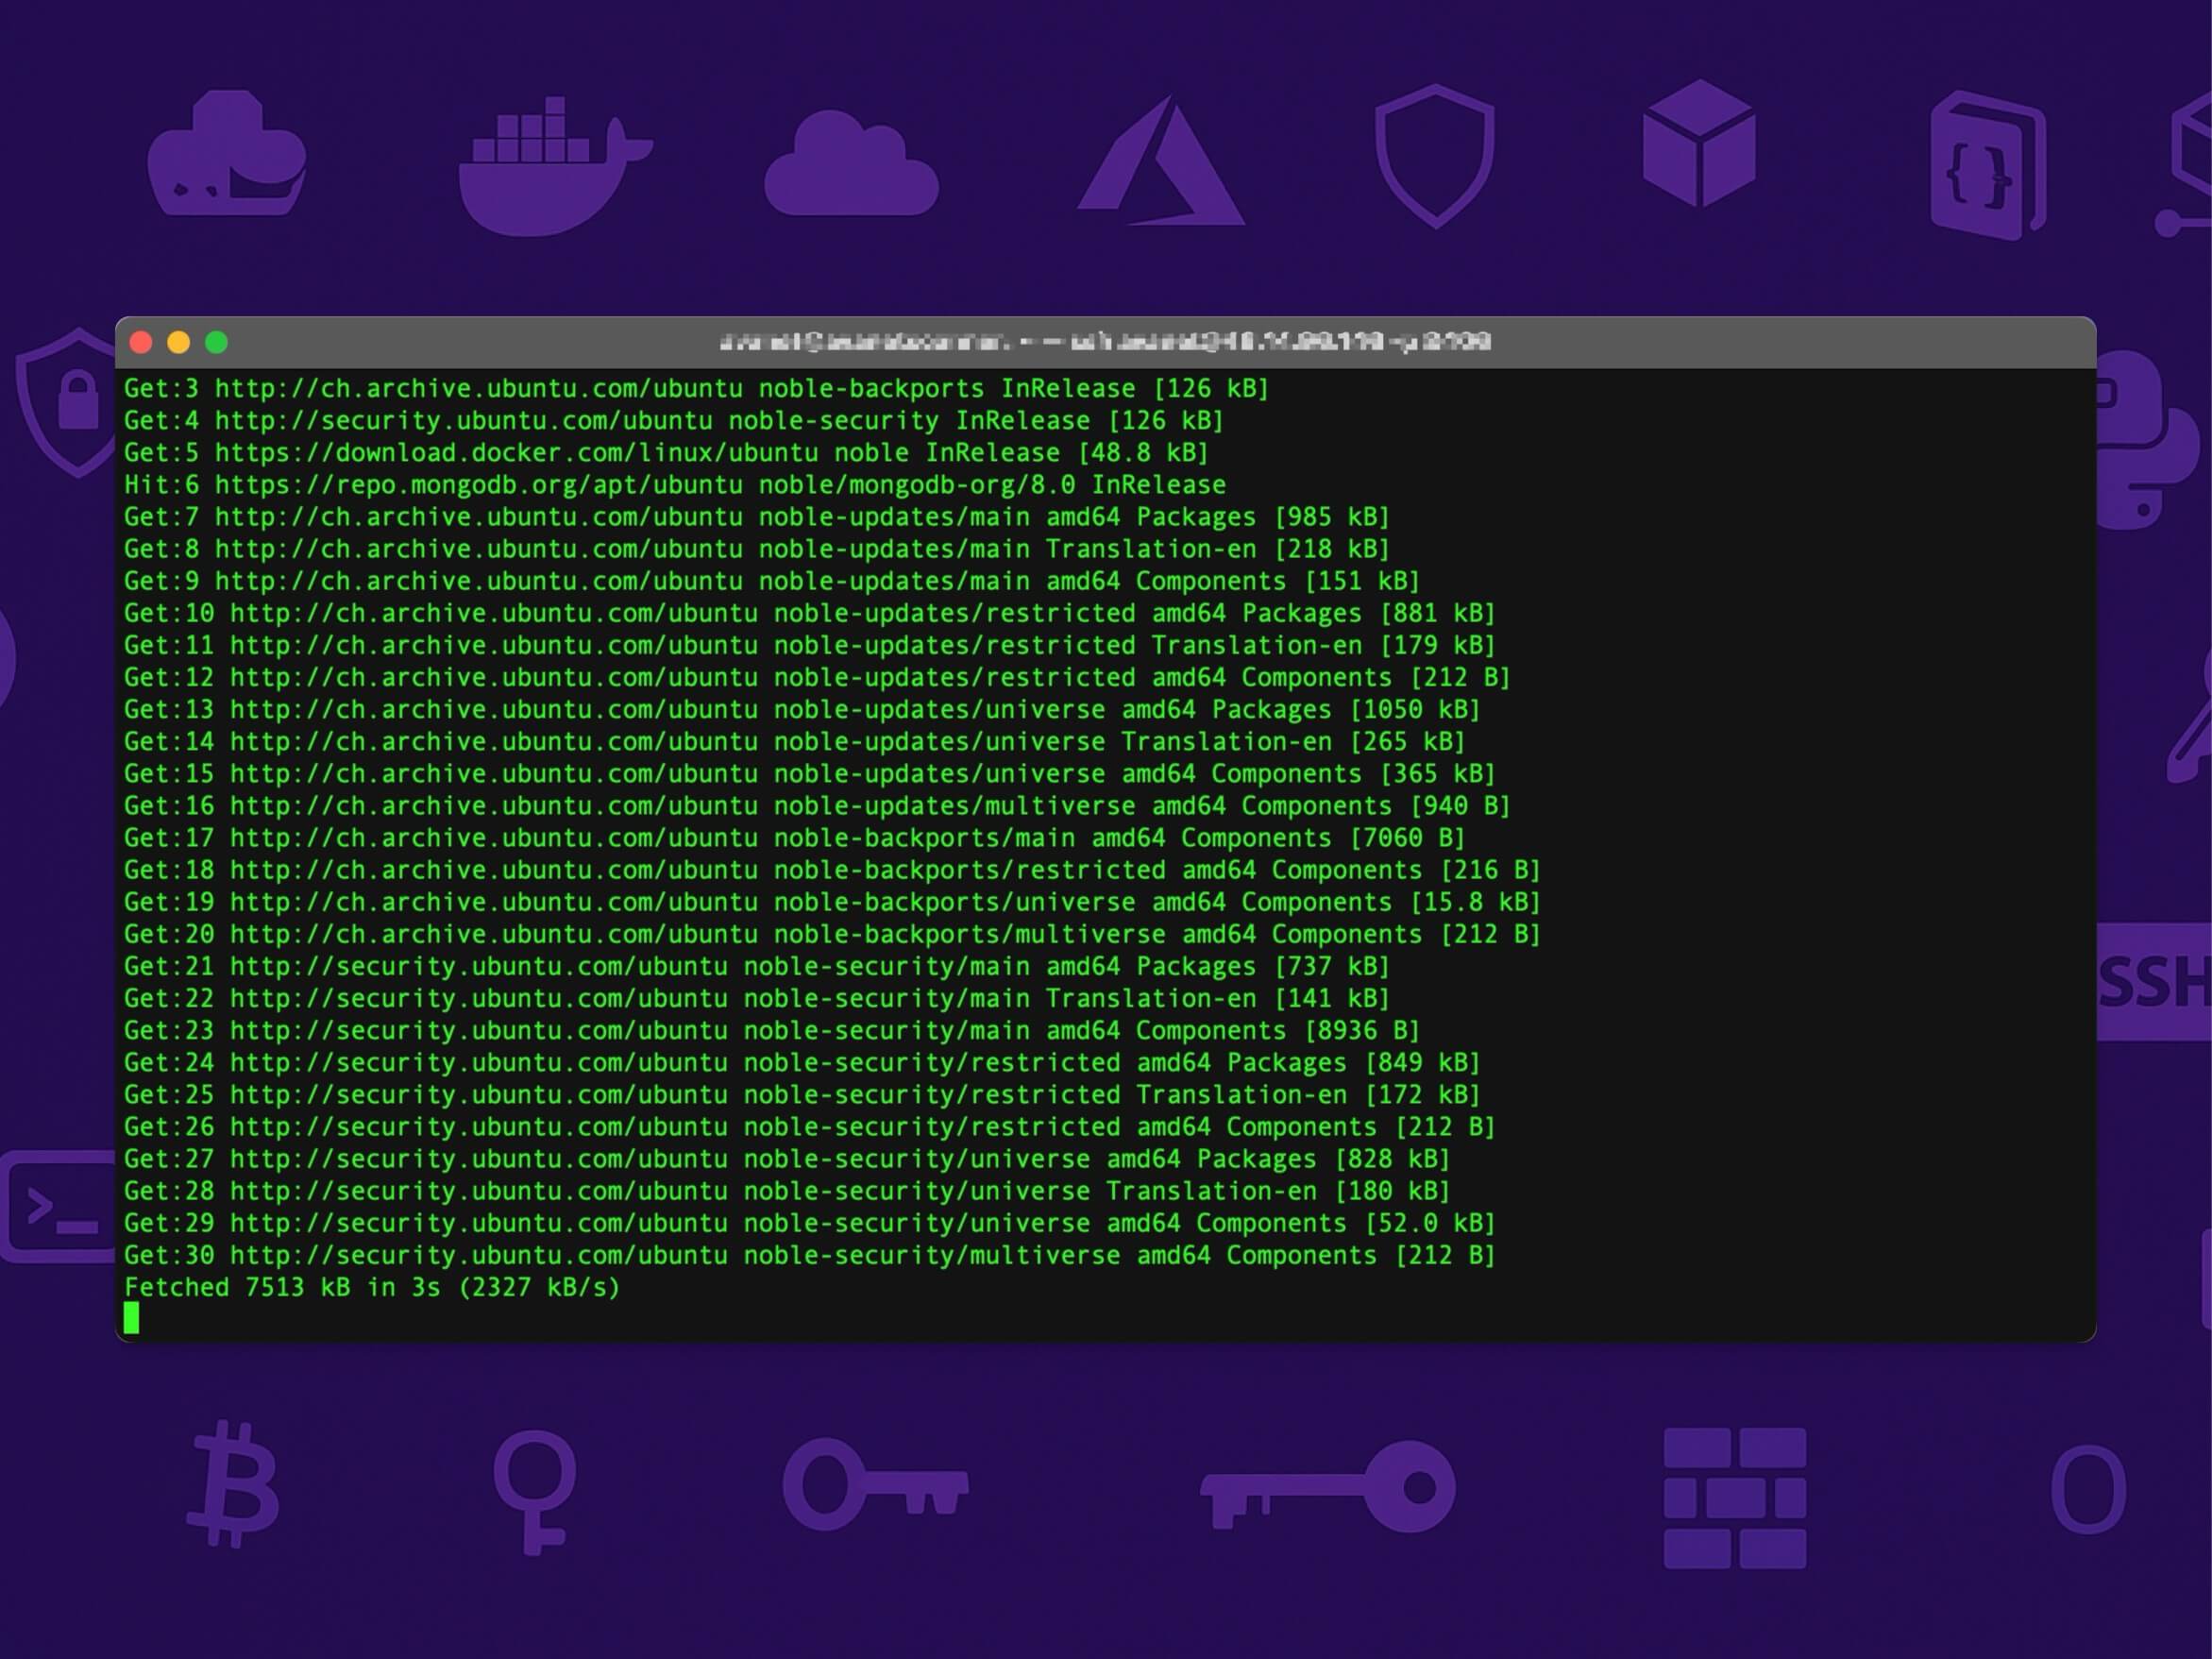 Get:3 http://ch.archive.ubuntu.com/ubuntu noble-backports InRelease [126 kB]
Get:4 http://security.ubuntu.com/ubuntu noble-security InRelease [126 kB]
Get:5 https://download.docker.com/linux/ubuntu noble InRelease [48.8 kB]
Hit:6 https://repo.mongodb.org/apt/ubuntu noble/mongodb-org/8.0 InRelease
Get:7 http://ch.archive.ubuntu.com/ubuntu noble-updates/main amd64 Packages [985 kB]
Get:8 http://ch.archive.ubuntu.com/ubuntu noble-updates/main Translation-en [218 kB]
Get:9 http://ch.archive.ubuntu.com/ubuntu noble-updates/main amd64 Components [151 kB]
Get:10 http://ch.archive.ubuntu.com/ubuntu noble-updates/restricted amd64 Packages [881 kB]
Get:11 http://ch.archive.ubuntu.com/ubuntu noble-updates/restricted Translation-en [179 kB]
Get:12 http://ch.archive.ubuntu.com/ubuntu noble-updates/restricted amd64 Components [212 B]
Get:13 http://ch.archive.ubuntu.com/ubuntu noble-updates/universe amd64 Packages [1050 kB]
Get:14 http://ch.archive.ubuntu.com/ubuntu noble-updates/universe Translation-en [265 kB]
Get:15 http://ch.archive.ubuntu.com/ubuntu noble-updates/universe amd64 Components [365 kB]
Get:16 http://ch.archive.ubuntu.com/ubuntu noble-updates/multiverse amd64 Components [940 B]
Get:17 http://ch.archive.ubuntu.com/ubuntu noble-backports/main amd64 Components [7060 B]
Get:18 http://ch.archive.ubuntu.com/ubuntu noble-backports/restricted amd64 Components [216 B]
Get:19 http://ch.archive.ubuntu.com/ubuntu noble-backports/universe amd64 Components [15.8 kB]
Get:20 http://ch.archive.ubuntu.com/ubuntu noble-backports/multiverse amd64 Components [212 B]
Get:21 http://security.ubuntu.com/ubuntu noble-security/main amd64 Packages [737 kB]
Get:22 http://security.ubuntu.com/ubuntu noble-security/main Translation-en [141 kB]
Get:23 http://security.ubuntu.com/ubuntu noble-security/main amd64 Components [8936 B]
Get:24 http://security.ubuntu.com/ubuntu noble-security/restricted amd64 Packages [849 kB]
Get:25 http://security.ubuntu.com/ubuntu noble-security/restricted Translation-en [172 kB]
Get:26 http://security.ubuntu.com/ubuntu noble-security/restricted amd64 Components [212 B]
Get:27 http://security.ubuntu.com/ubuntu noble-security/universe amd64 Packages [828 kB]
Get:28 http://security.ubuntu.com/ubuntu noble-security/universe Translation-en [180 kB]
Get:29 http://security.ubuntu.com/ubuntu noble-security/universe amd64 Components [52.0 kB]
Get:30 http://security.ubuntu.com/ubuntu noble-security/multiverse amd64 Components [212 B]
Fetched 7513 kB in 3s (2327 kB/s)
SSH